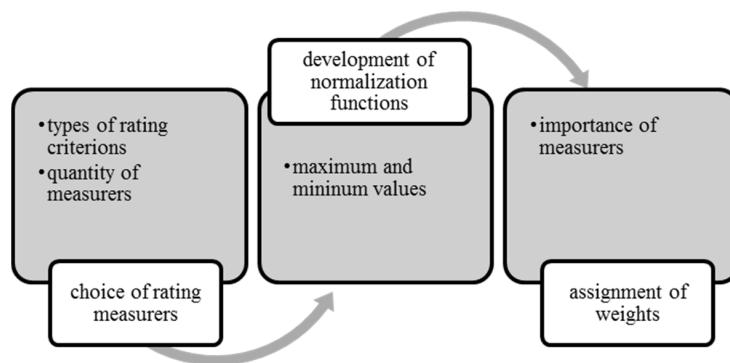 •types of rating
criterions
•quantity of
measurers
choice of rating
measurers
development of
normalization
functions
•maximum and
mininum values
•importance of
measurers
assignment of
weights